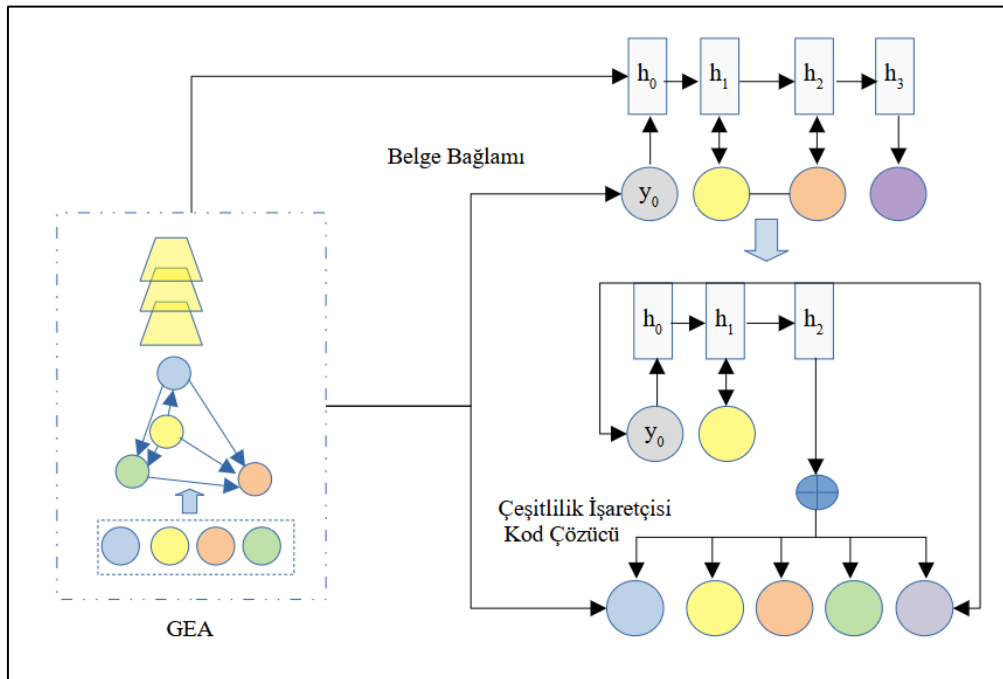 h0
h1
h2
h3
Belge Bağlamı
y0
h0
h1
h2
y0
Çeşitlilik İşaretçisi
Kod Çözücü
GEA